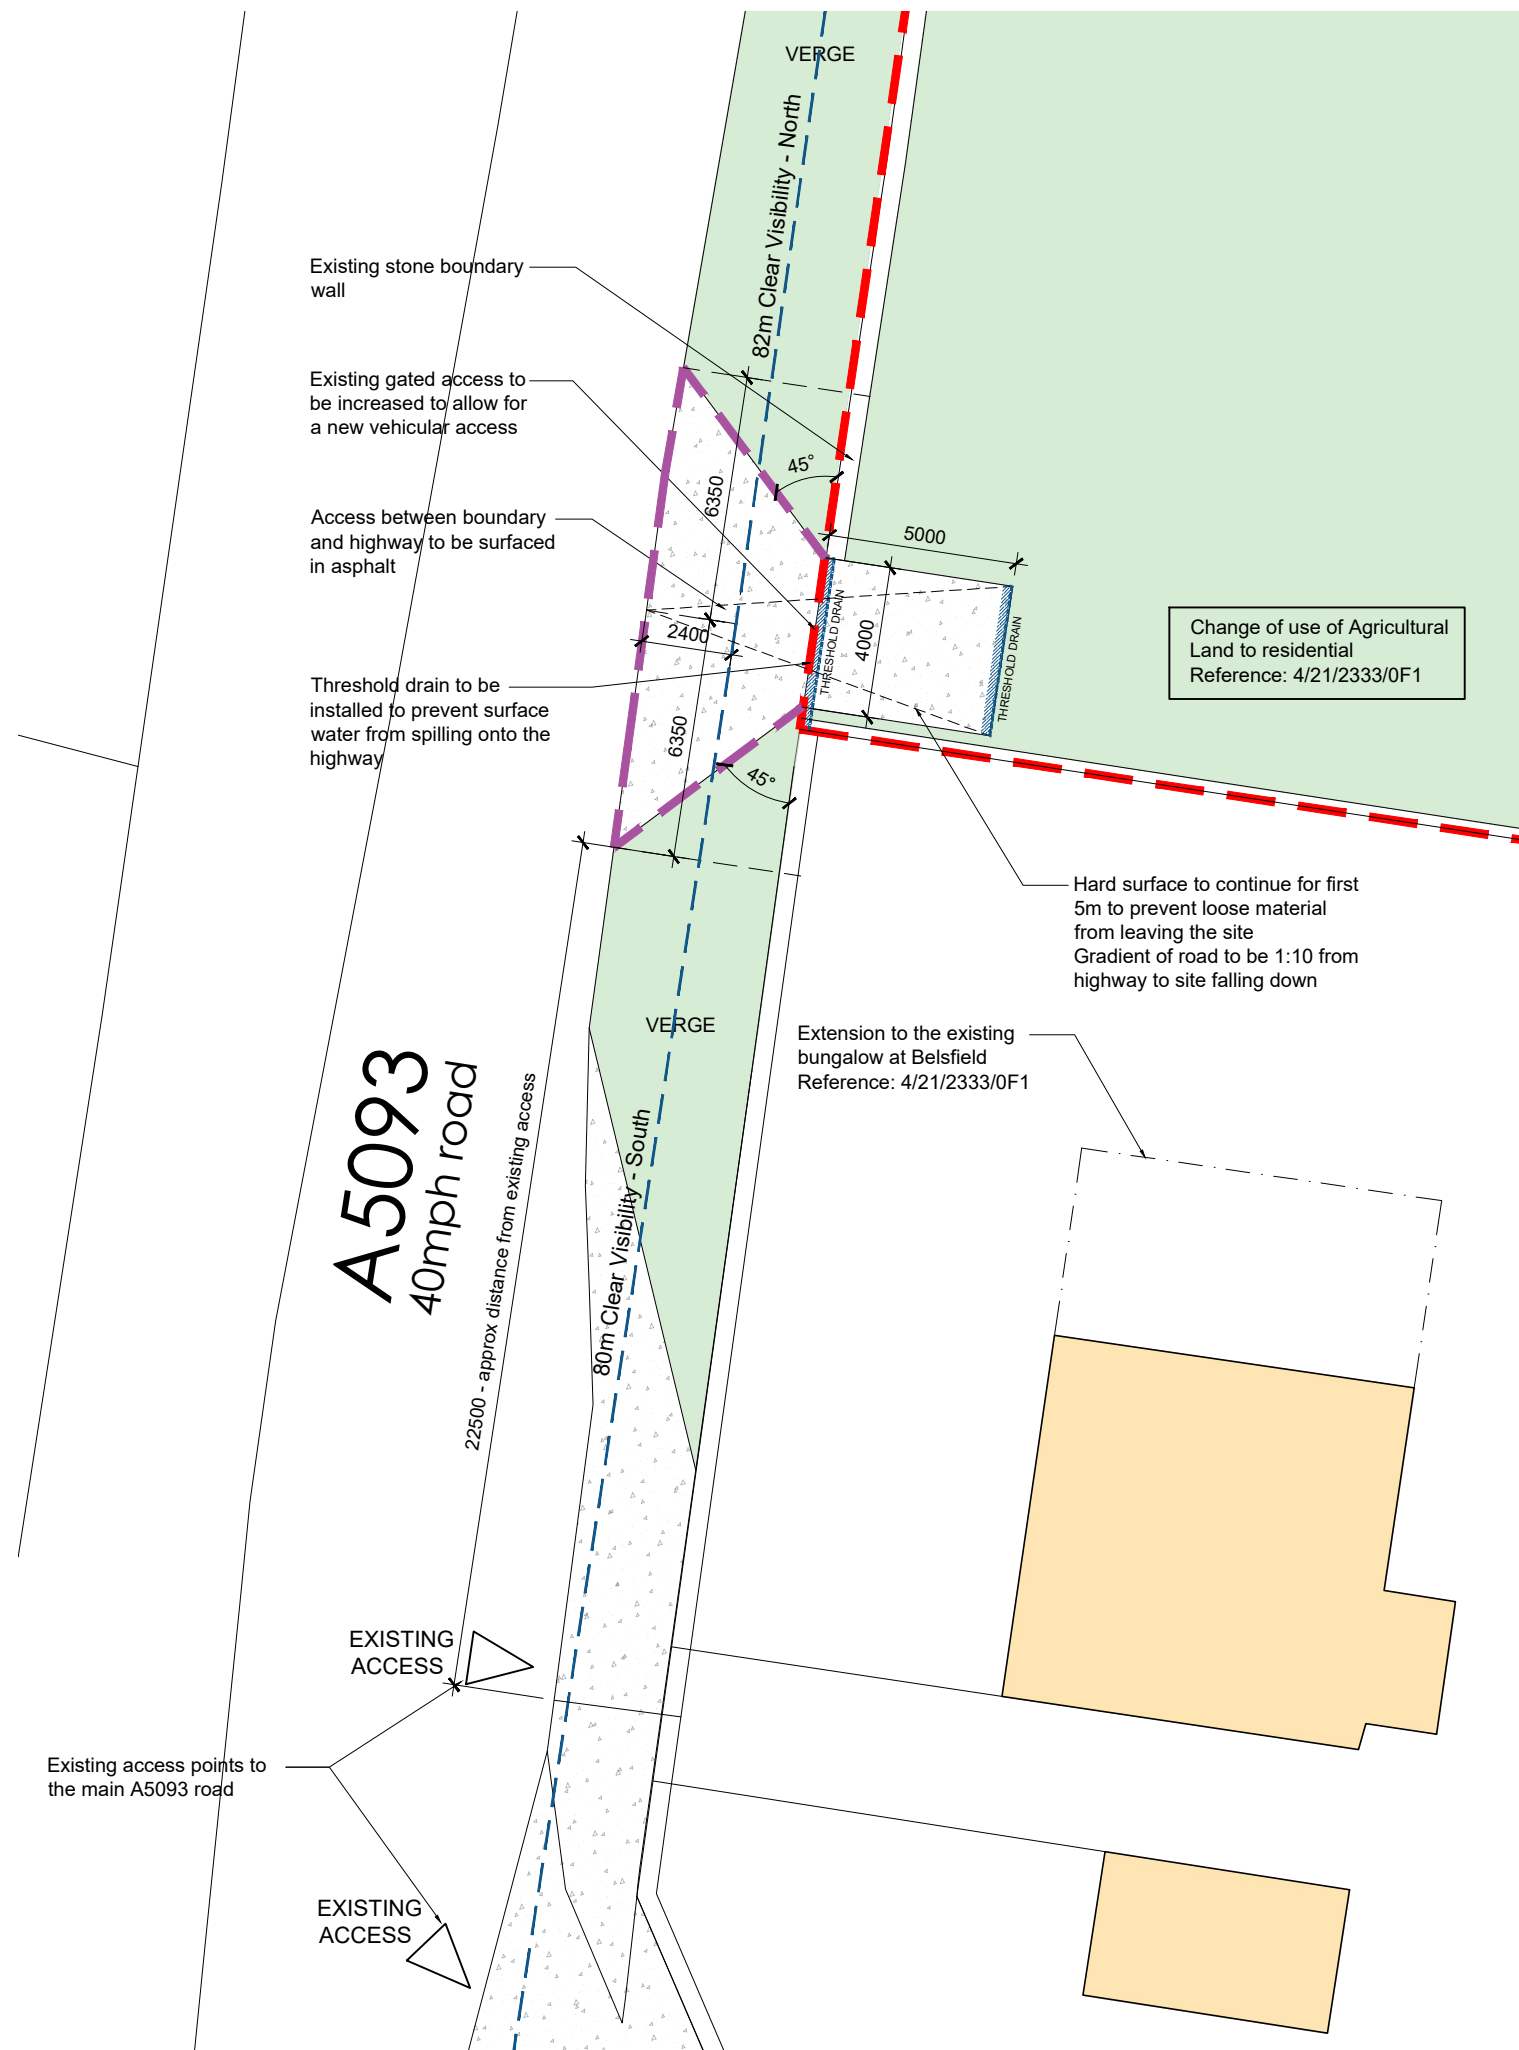 VERGE
82m Clear Visibility - North
Existing stone boundary
wall
Existing gated access to
be increased to allow for
a new vehicular access
45°
6350
5000
Access between boundary
and highway to be surfaced
in asphalt
THRESHOLD DRAIN
4000
2400
THRESHOLD DRAIN
Change of use of Agricultural
Land to residential
Reference: 4/21/2333/0F1
Threshold drain to be
installed to prevent surface
water from spilling onto the
highway
6350
45°
Hard surface to continue for first
5m to prevent loose material
from leaving the site
Gradient of road to be 1:10 from
highway to site falling down
VERGE
Extension to the existing
bungalow at Belsfield
Reference: 4/21/2333/0F1
A5093
40mph road
22500 - approx distance from existing access
80m Clear Visibility - South
EXISTING
ACCESS
Existing access points to
the main A5093 road
EXISTING
ACCESS